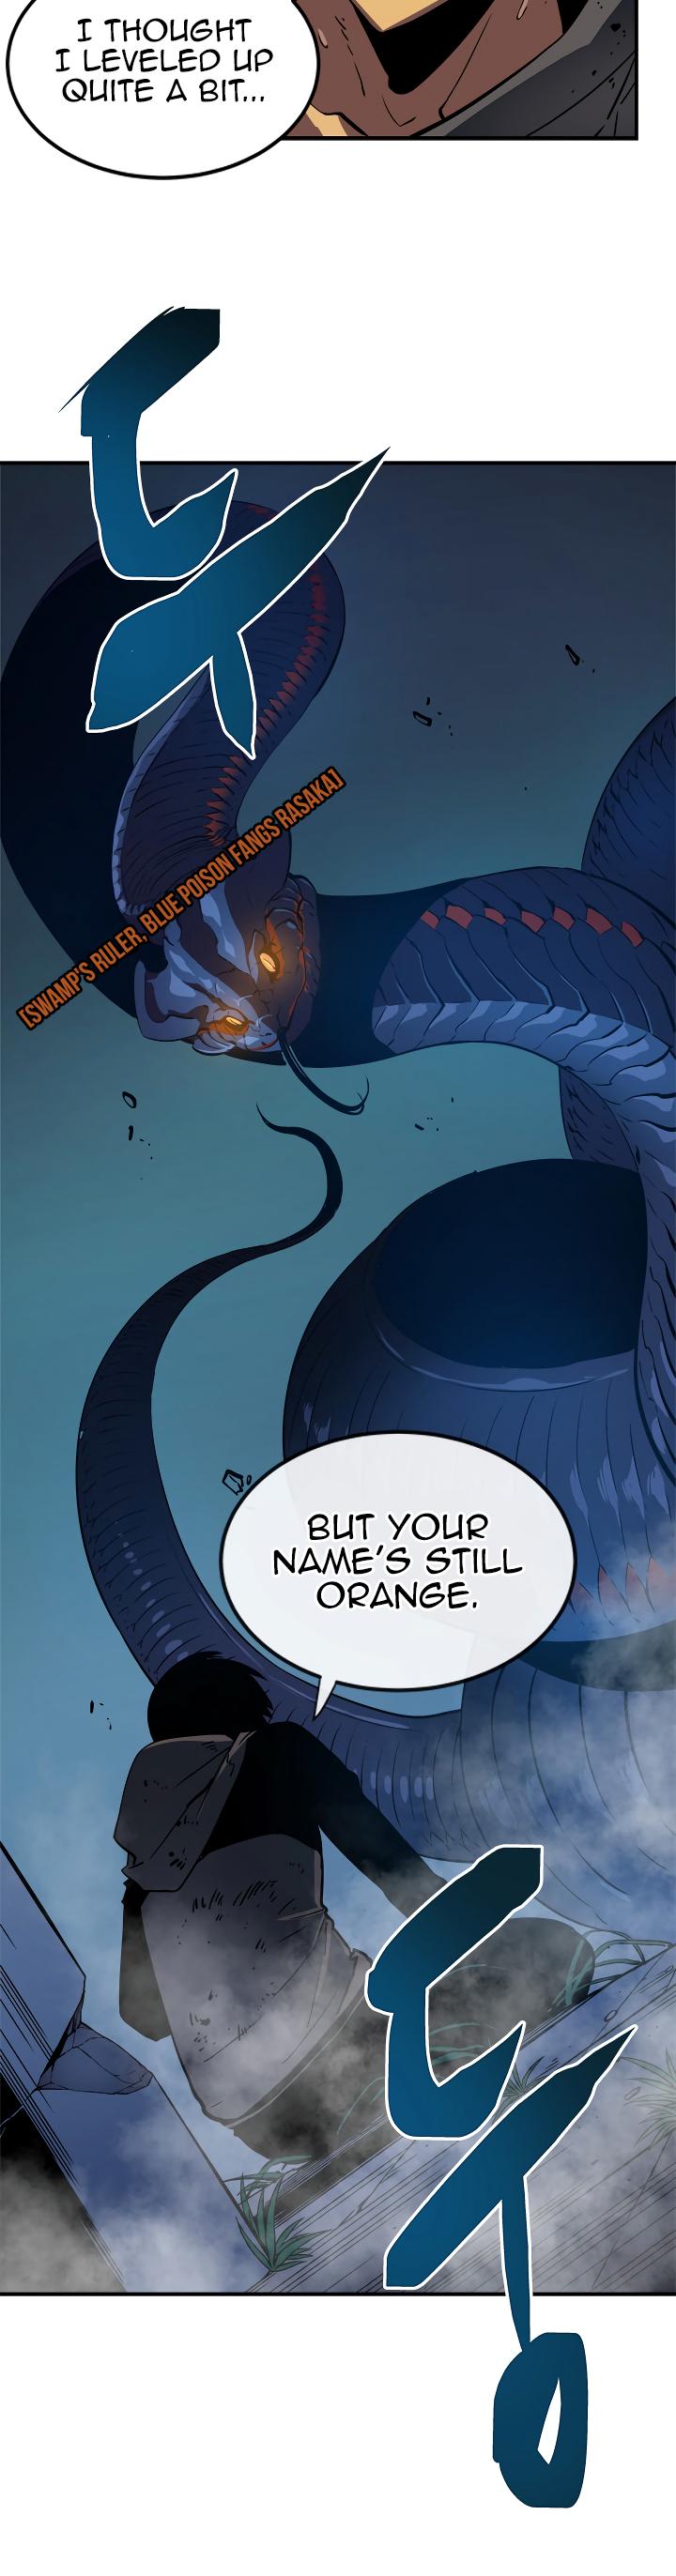 I THOUGHT
I LEVELED UP
QUITE A BIT...
[SWAMP'S RULER, BLUE POISON FANGS RASAKA]
BUT YOUR
NAME'S STILL
ORANGE.